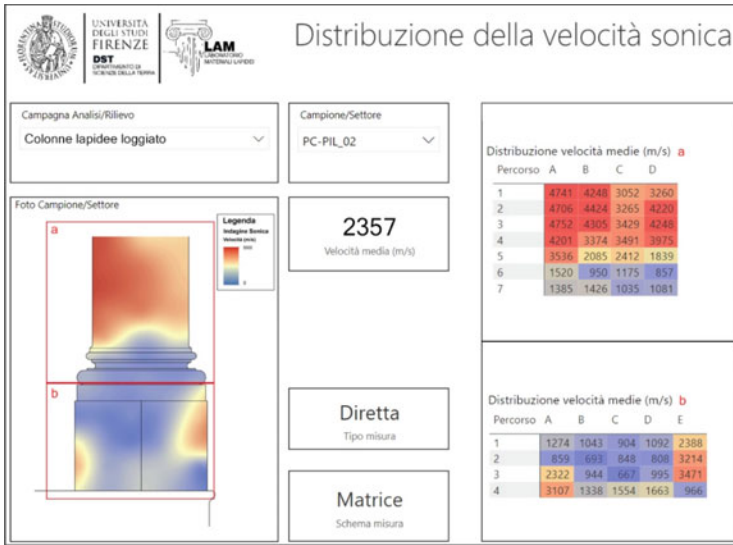 UNIVERSITÀ
DEGLI STUDI
FIRENZE
DST
DIPARTIMENTO DI
SCIENZE DELLA TERRA
LAM
LABORATORIO
MATERIALI LAPIDEI
Distribuzione della velocità sonica
Campagna Analisi/Rilievo
Colonne lapidee loggiato
Campione/Settore
PC-PIL_02
Foto Campione/Settore
a
b
Legenda
Indagine Sonica
Velocità (m/s)
0
2357
Velocità media (m/s)
Diretta
Tipo misura
Matrice
Schema misura
Distribuzione velocità medie (m/s) a
Percorso A B C D
1 4741 4248 3052 3260
2 4706 4424 3265 4220
3 4752 4305 3429 4248
4 4201 3374 3491 3975
5 3536 2085 2412 1839
6 1520 950 1175 857
7 1385 1426 1035 1081
Distribuzione velocità medie (m/s) b
Percorso A B C D E
1 1274 1043 904 1092 2388
2 859 693 848 808 3214
3 2322 944 667 995 3471
4 3107 1338 1554 1663 966